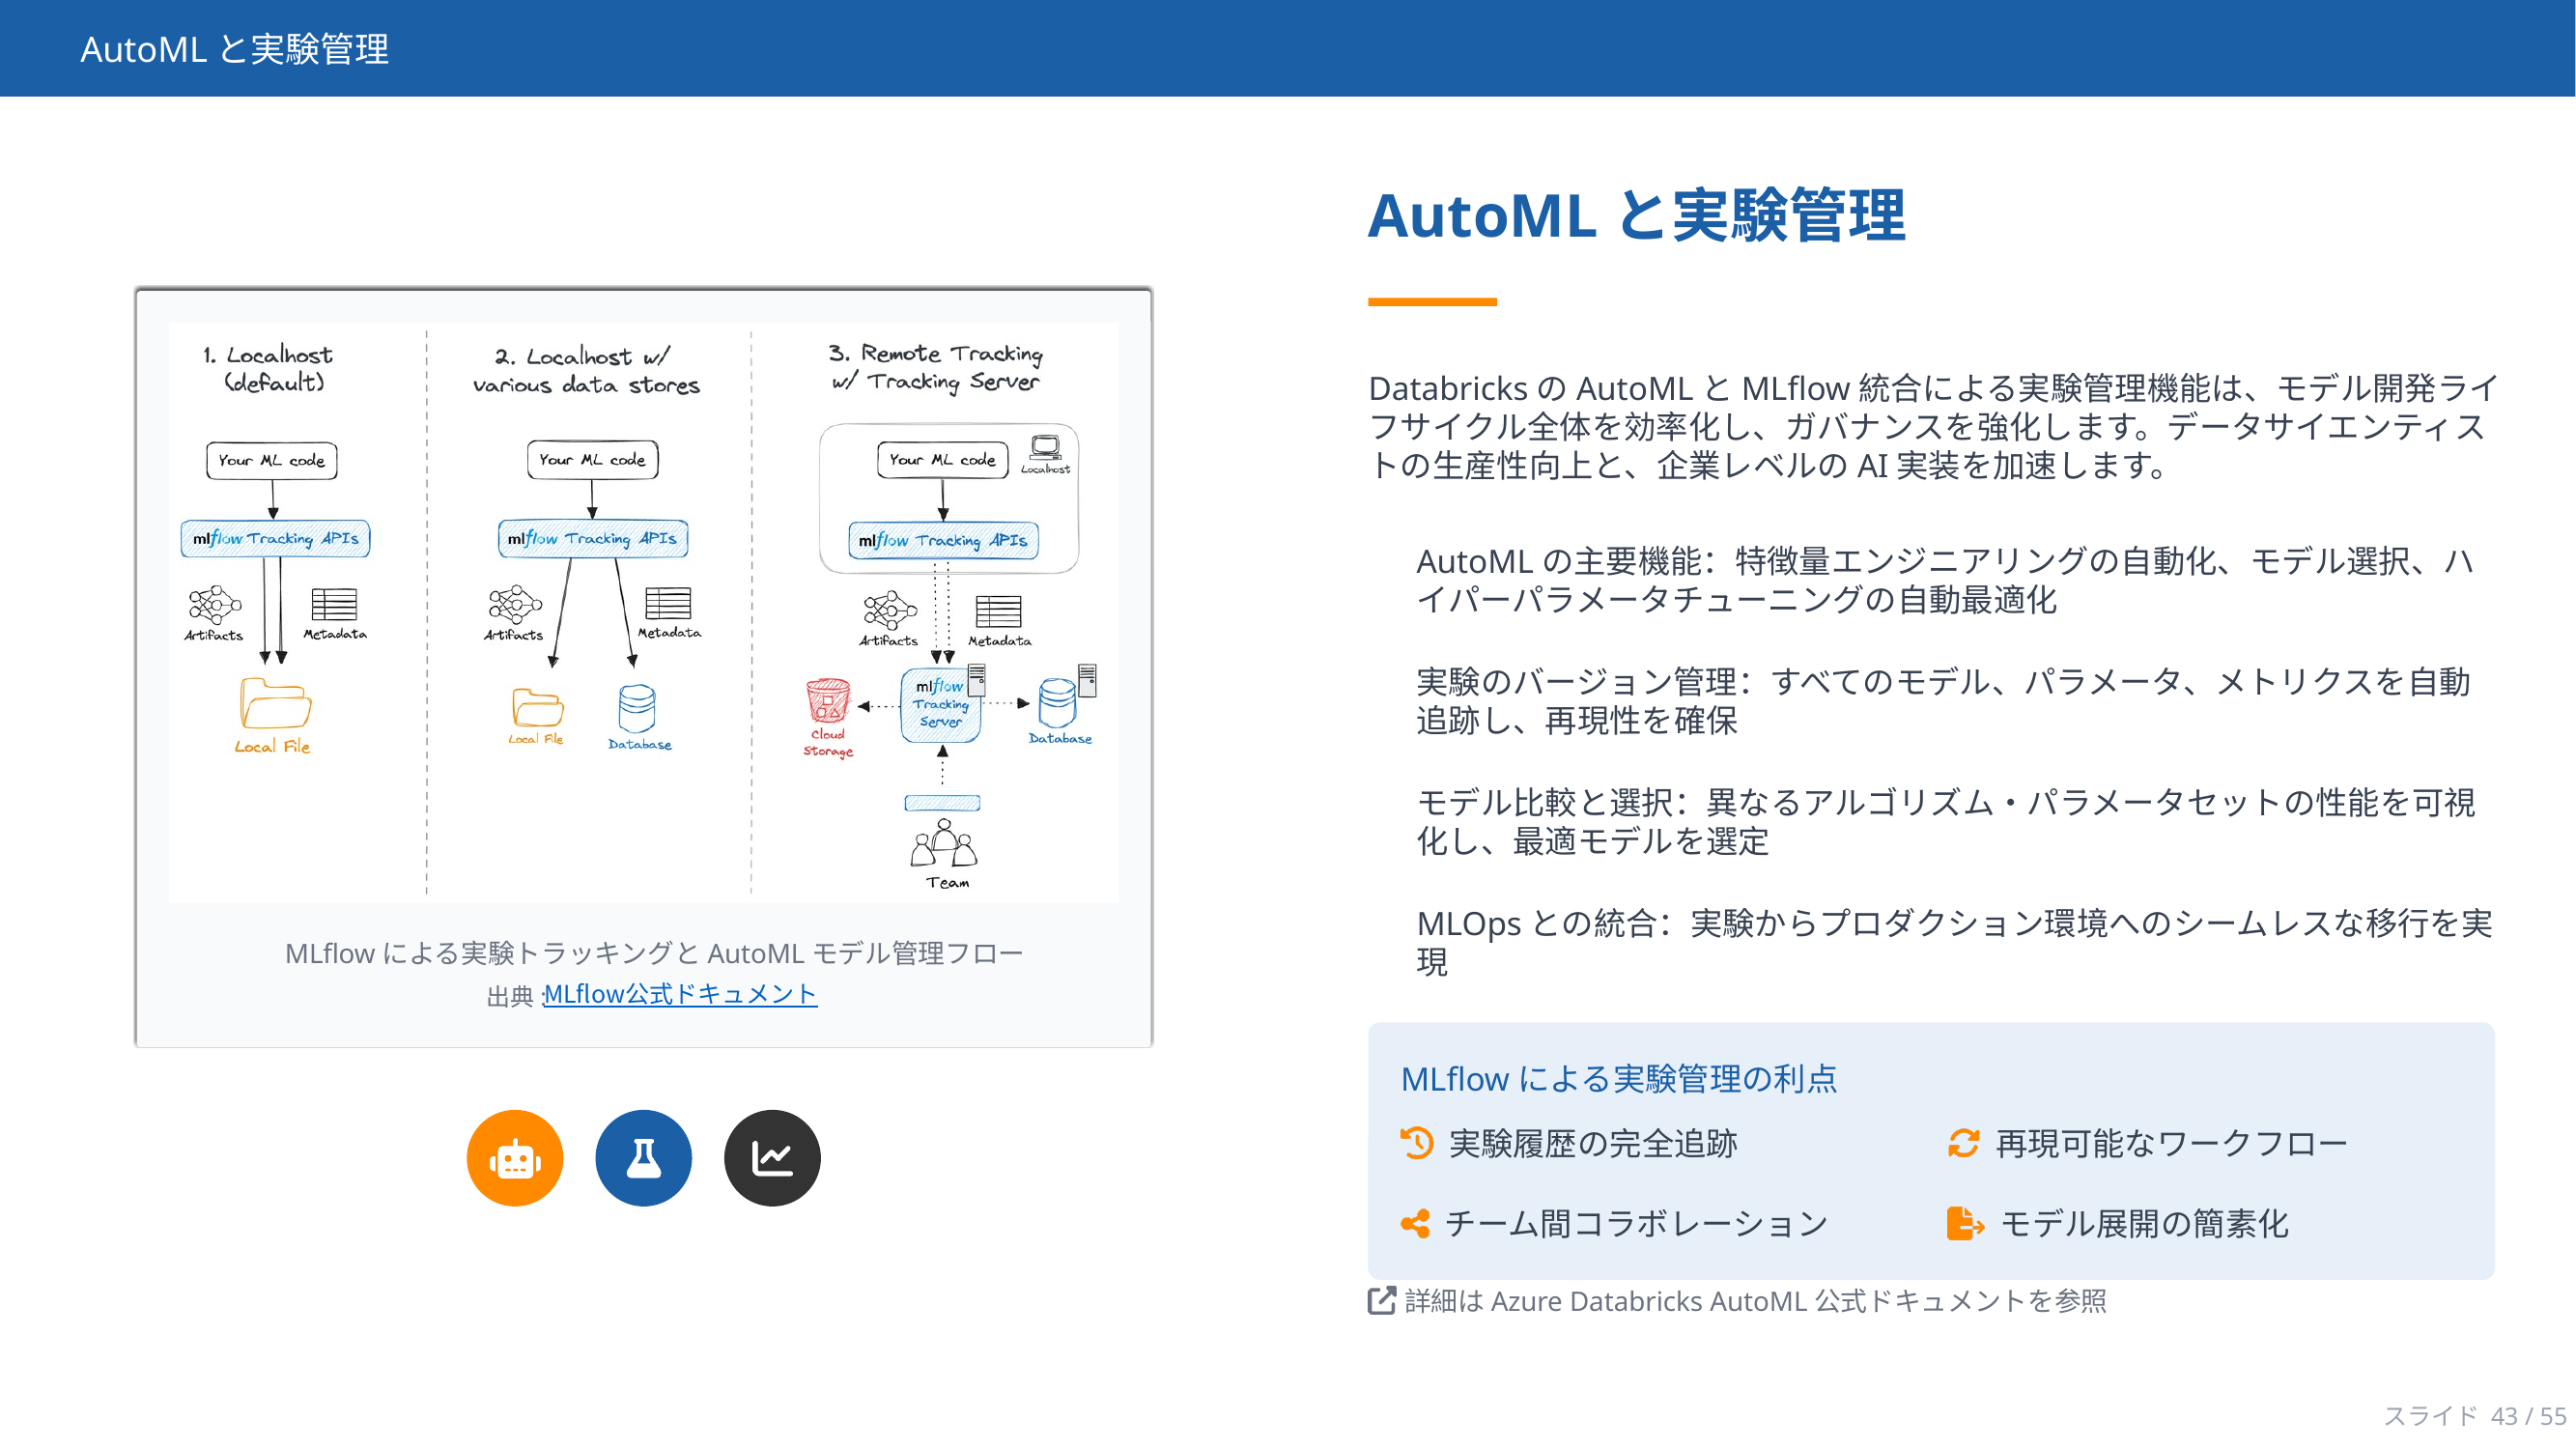 AutoML と実験管理
1. Localhost
(default)
2. Localhost w/
various data stores
3. Remote Tracking
w/ Tracking Server
Your ML code
Your ML code
Your ML code
Localhost
mlflow Tracking APIs
mlflow Tracking APIs
mlflow Tracking APIs
Artifacts
Metadata
Artifacts
Metadata
Artifacts
Metadata
Local File
Local File
Database
mlflow
Tracking
Server
Cloud
Storage
Database
Team
MLflow による実験トラッキングと AutoML モデル管理フロー
出典 :MLflow公式ドキュメント
AutoML と実験管理
Databricks の AutoML と MLflow 統合による実験管理機能は、モデル開発ライ
フサイクル全体を効率化し、ガバナンスを強化します。データサイエンティス
トの生産性向上と、企業レベルの AI 実装を加速します。
AutoML の主要機能：特徴量エンジニアリングの自動化、モデル選択、ハ
イパーパラメータチューニングの自動最適化
実験のバージョン管理：すべてのモデル、パラメータ、メトリクスを自動
追跡し、再現性を確保
モデル比較と選択：異なるアルゴリズム・パラメータセットの性能を可視
化し、最適モデルを選定
MLOps との統合：実験からプロダクション環境へのシームレスな移行を実
現
MLflow による実験管理の利点
実験履歴の完全追跡
再現可能なワークフロー
チーム間コラボレーション
モデル展開の簡素化
詳細は Azure Databricks AutoML 公式ドキュメントを参照
スライド 43 / 55